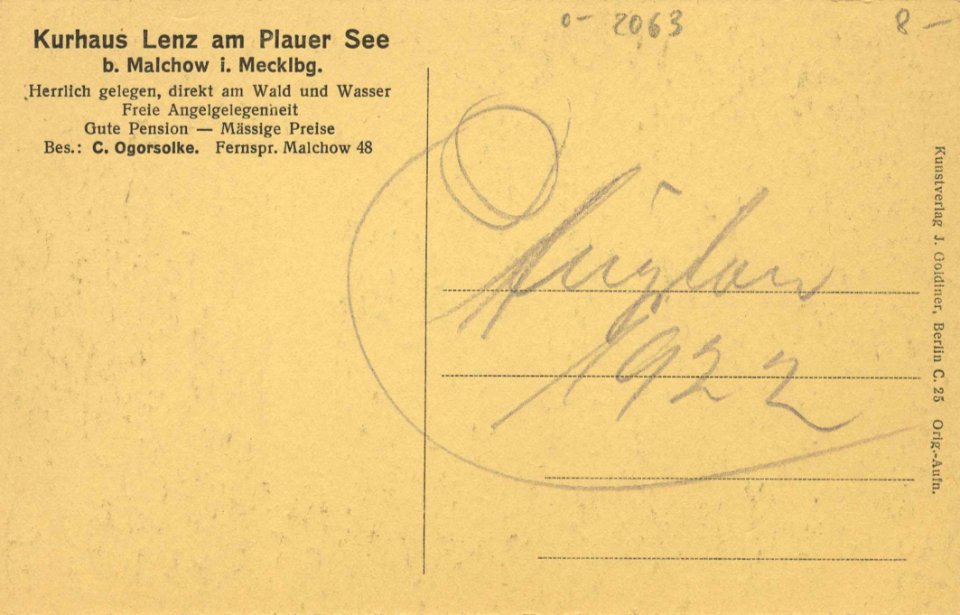 o- 2063
8-
Kurhaus Lenz am Plauer See
b. Malchow i. Mecklbg.
Herrlich gelegen, direkt am Wald und Wasser
Freie Angelgelegenheit
Gute Pension — Mässige Preise
Bes.: C. Ogorsolke. Fernspr. Malchow 48
1922
Kunstverlag J. Goldiner, Berlin C. 25 Orig.-Aufn.